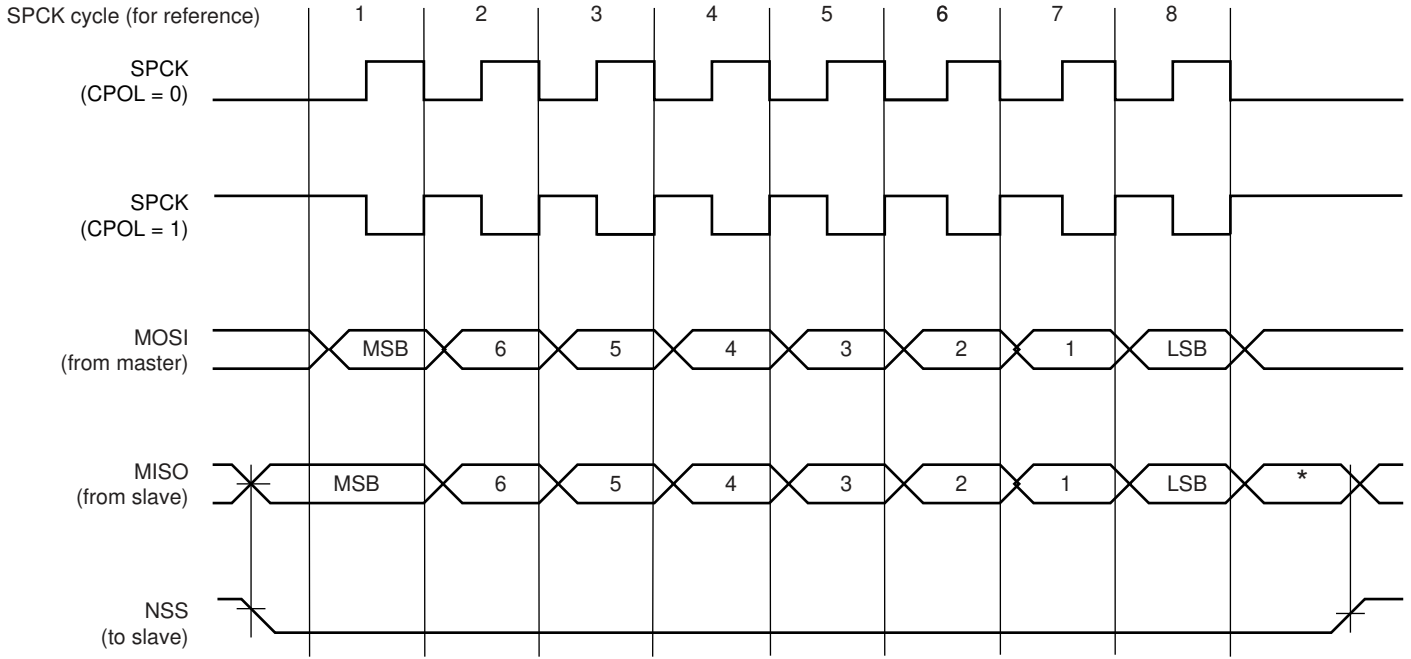 SPCK cycle (for reference) 1 2 3 4 5 6 7 8
SPCK
(CPOL = 0)
SPCK
(CPOL = 1)
MOSI
(from master)
MSB 6 5 4 3 2 1 LSB
MISO
(from slave)
MSB 6 5 4 3 2 1 LSB *
NSS
(to slave)